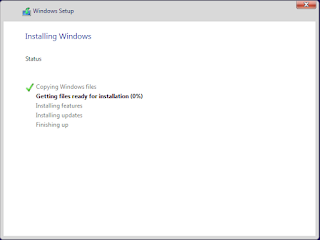 Windows Setup
Installing Windows
Status
Copying Windows files
Getting files ready for installation (0%)
Installing features
Installing updates
Finishing up